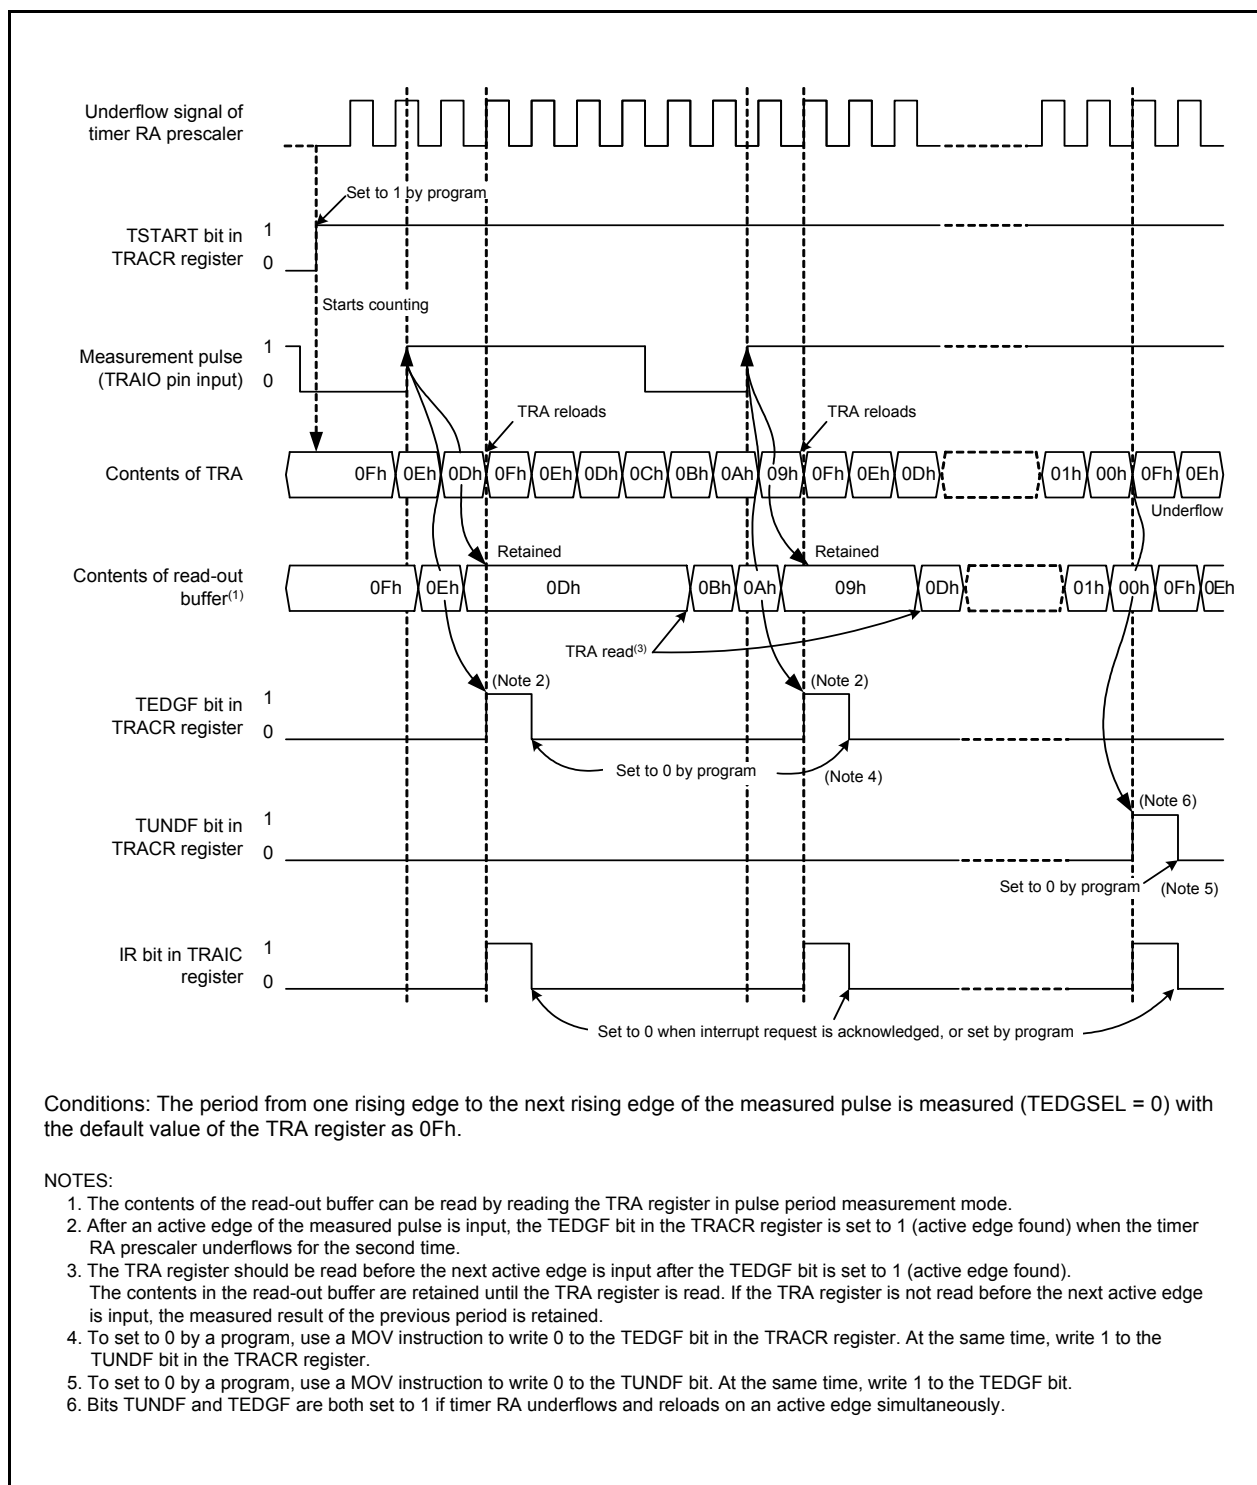 Underflow signal of
timer RA prescaler
Set to 1 by program
TSTART bit in
TRACR register
1
0
Starts counting
Measurement pulse
(TRAIO pin input)
1
0
TRA reloads
TRA reloads
Contents of TRA
0Fh 0Eh 0Dh 0Fh 0Eh 0Dh 0Ch 0Bh 0Ah 09h 0Fh 0Eh 0Dh 01h 00h 0Fh 0Eh
Underflow
Retained
Retained
Contents of read-out
buffer(1)
0Fh 0Eh 0Dh 0Bh 0Ah 09h 0Dh 01h 00h 0Fh 0Eh
TRA read(3)
(Note 2)
(Note 2)
TEDGF bit in
TRACR register
1
0
Set to 0 by program
(Note 4)
(Note 6)
TUNDF bit in
TRACR register
1
0
Set to 0 by program
(Note 5)
IR bit in TRAIC
register
1
0
Set to 0 when interrupt request is acknowledged, or set by program
Conditions: The period from one rising edge to the next rising edge of the measured pulse is measured (TEDGSEL = 0) with
the default value of the TRA register as 0Fh.
NOTES:
1. The contents of the read-out buffer can be read by reading the TRA register in pulse period measurement mode.
2. After an active edge of the measured pulse is input, the TEDGF bit in the TRACR register is set to 1 (active edge found) when the timer
RA prescaler underflows for the second time.
3. The TRA register should be read before the next active edge is input after the TEDGF bit is set to 1 (active edge found).
The contents in the read-out buffer are retained until the TRA register is read. If the TRA register is not read before the next active edge
is input, the measured result of the previous period is retained.
4. To set to 0 by a program, use a MOV instruction to write 0 to the TEDGF bit in the TRACR register. At the same time, write 1 to the
TUNDF bit in the TRACR register.
5. To set to 0 by a program, use a MOV instruction to write 0 to the TUNDF bit. At the same time, write 1 to the TEDGF bit.
6. Bits TUNDF and TEDGF are both set to 1 if timer RA underflows and reloads on an active edge simultaneously.